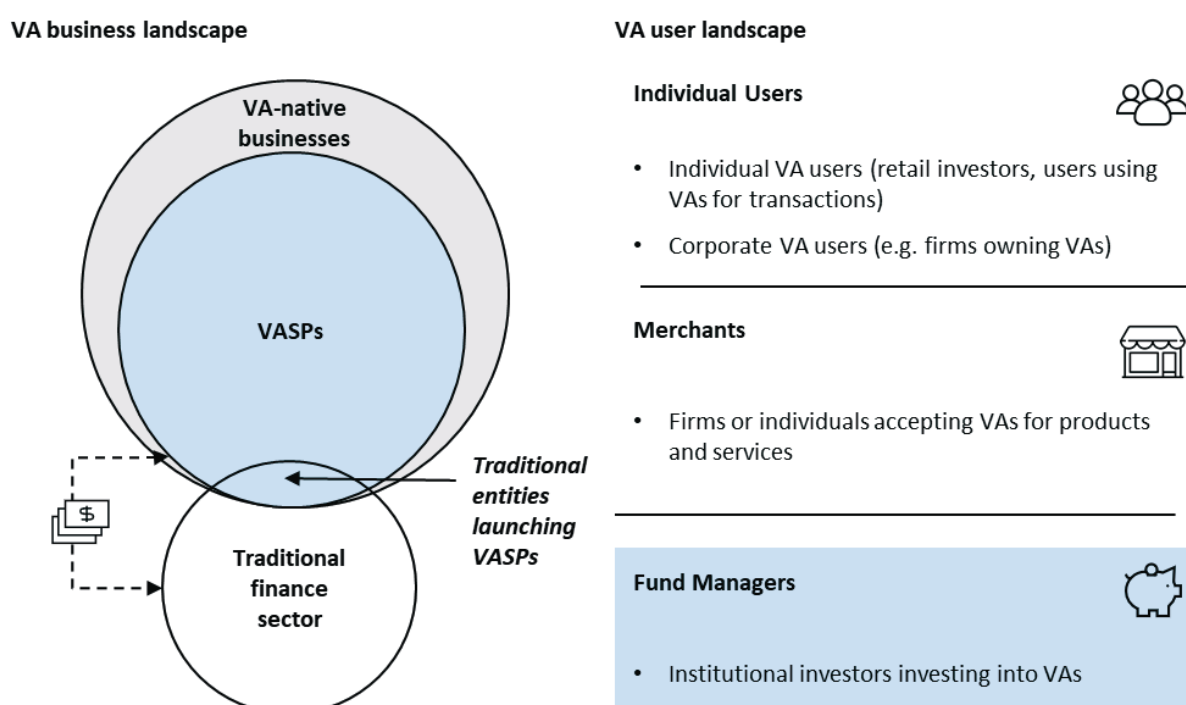 VA business landscape
VA-native
businesses
VASPs
Traditional
entities
launching
VASPs
$
Traditional
finance
sector
VA user landscape
Individual Users
• Individual VA users (retail investors, users using
VAs for transactions)
• Corporate VA users (e.g. firms owning VAs)
Merchants
• Firms or individuals accepting VAs for products
and services
Fund Managers
• Institutional investors investing into VAs